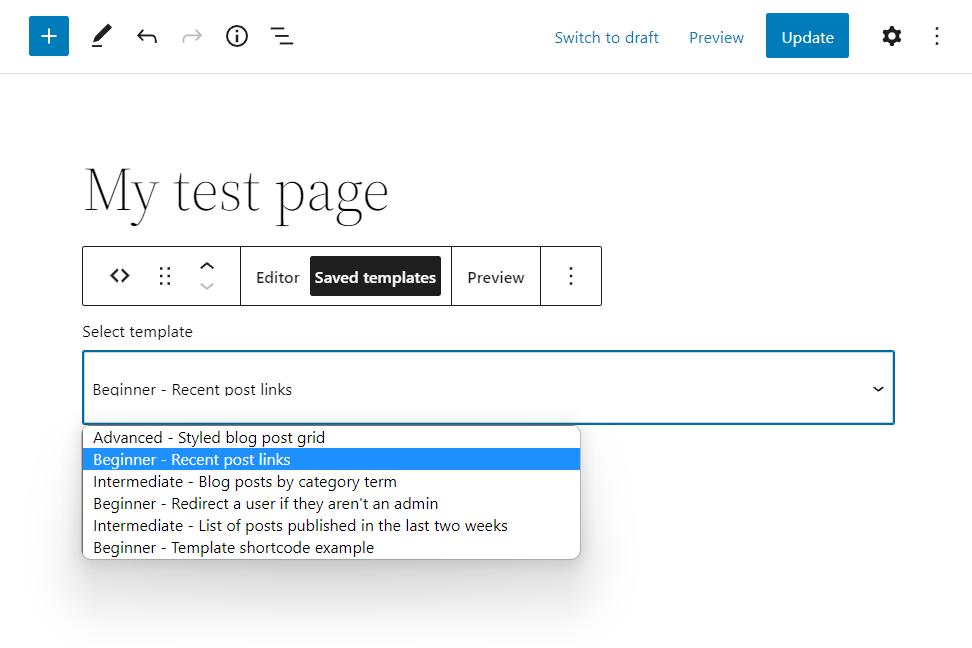 Switch to draft Preview Update
My test page
Editor Saved templates Preview
Select template
Beginner - Recent post links
Advanced - Styled blog post grid
Beginner - Recent post links
Intermediate - Blog posts by category term
Beginner - Redirect a user if they aren't an admin
Intermediate - List of posts published in the last two weeks
Beginner - Template shortcode example